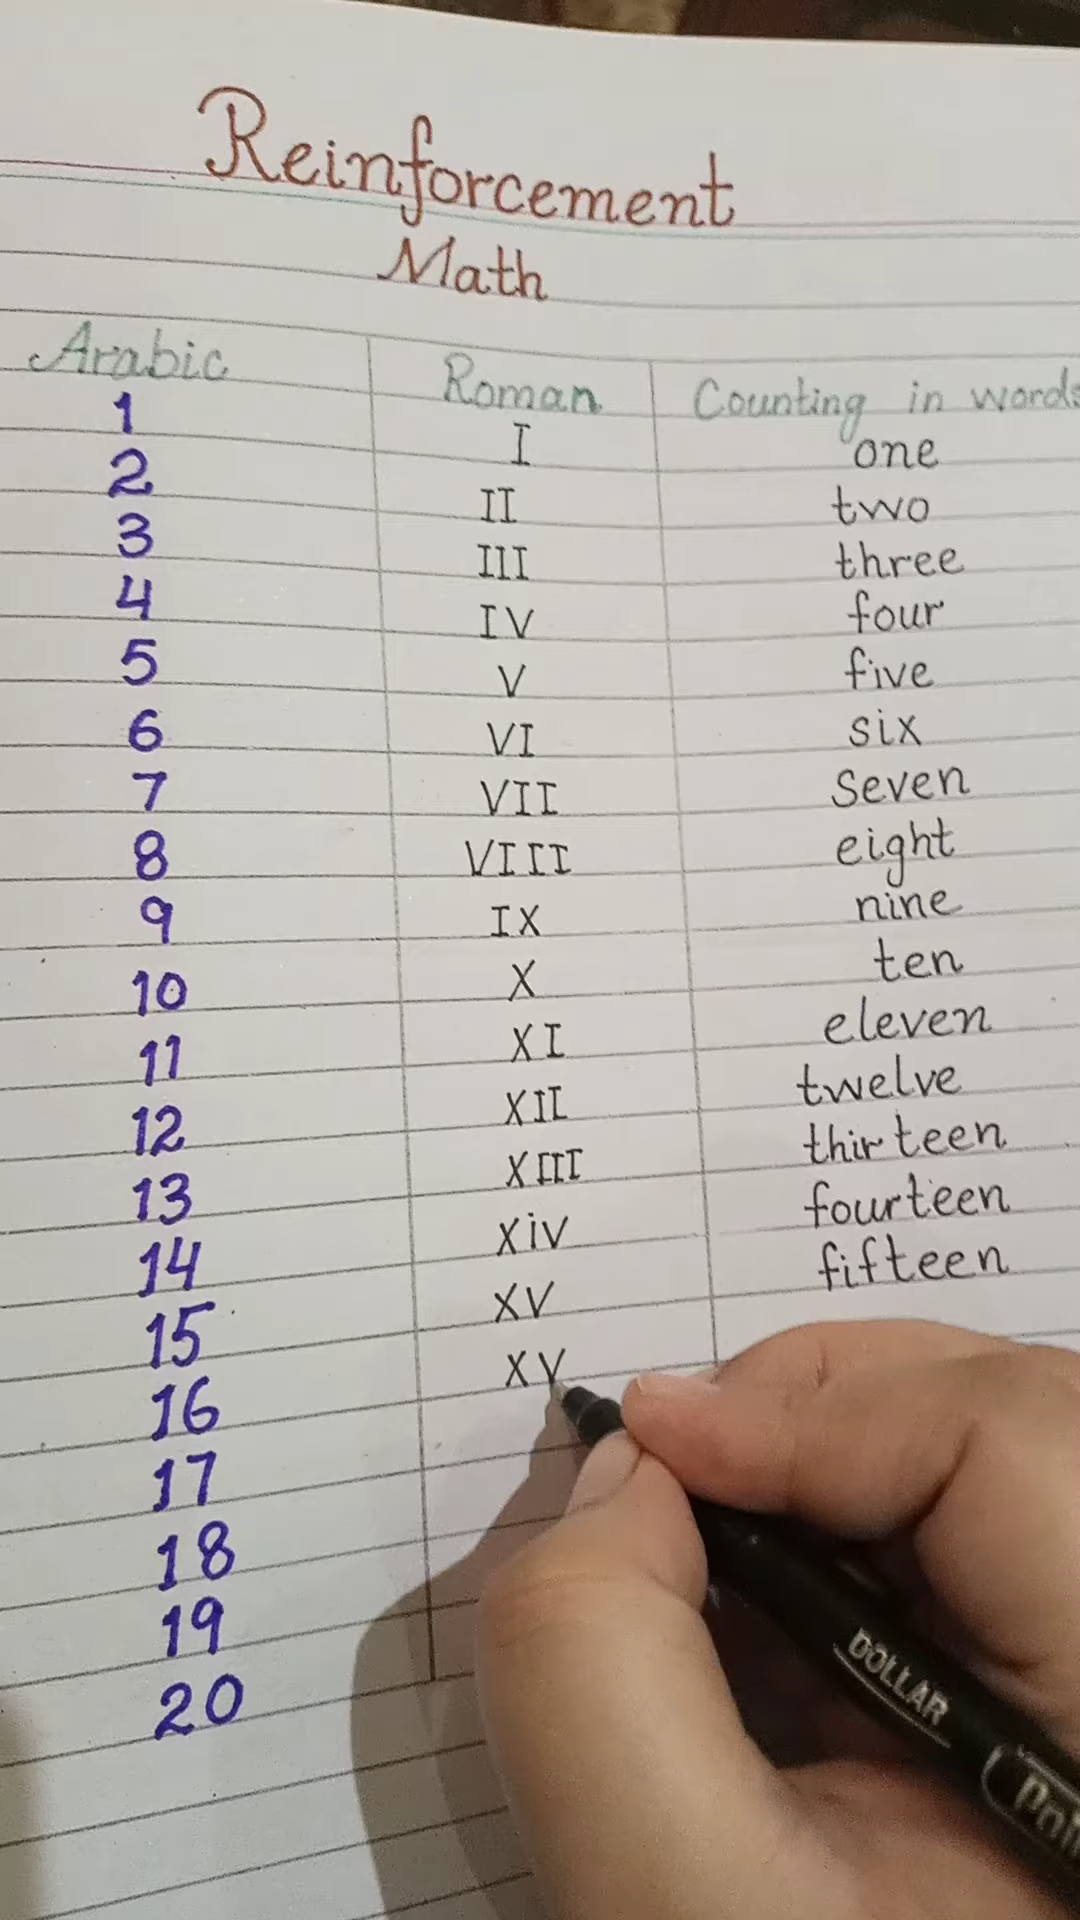 Reinforcement
Math
Arabic Roman Counting in words
1 I one
2 II two
3 III three
4 IV four
5 V five
6 VI six
7 VII seven
8 VIII eight
9 IX nine
10 X ten
11 XI eleven
12 XII twelve
13 XIII thirteen
14 Xiv fourteen
15 XV fifteen
16 XV
17
18
19
20
DOLLAR